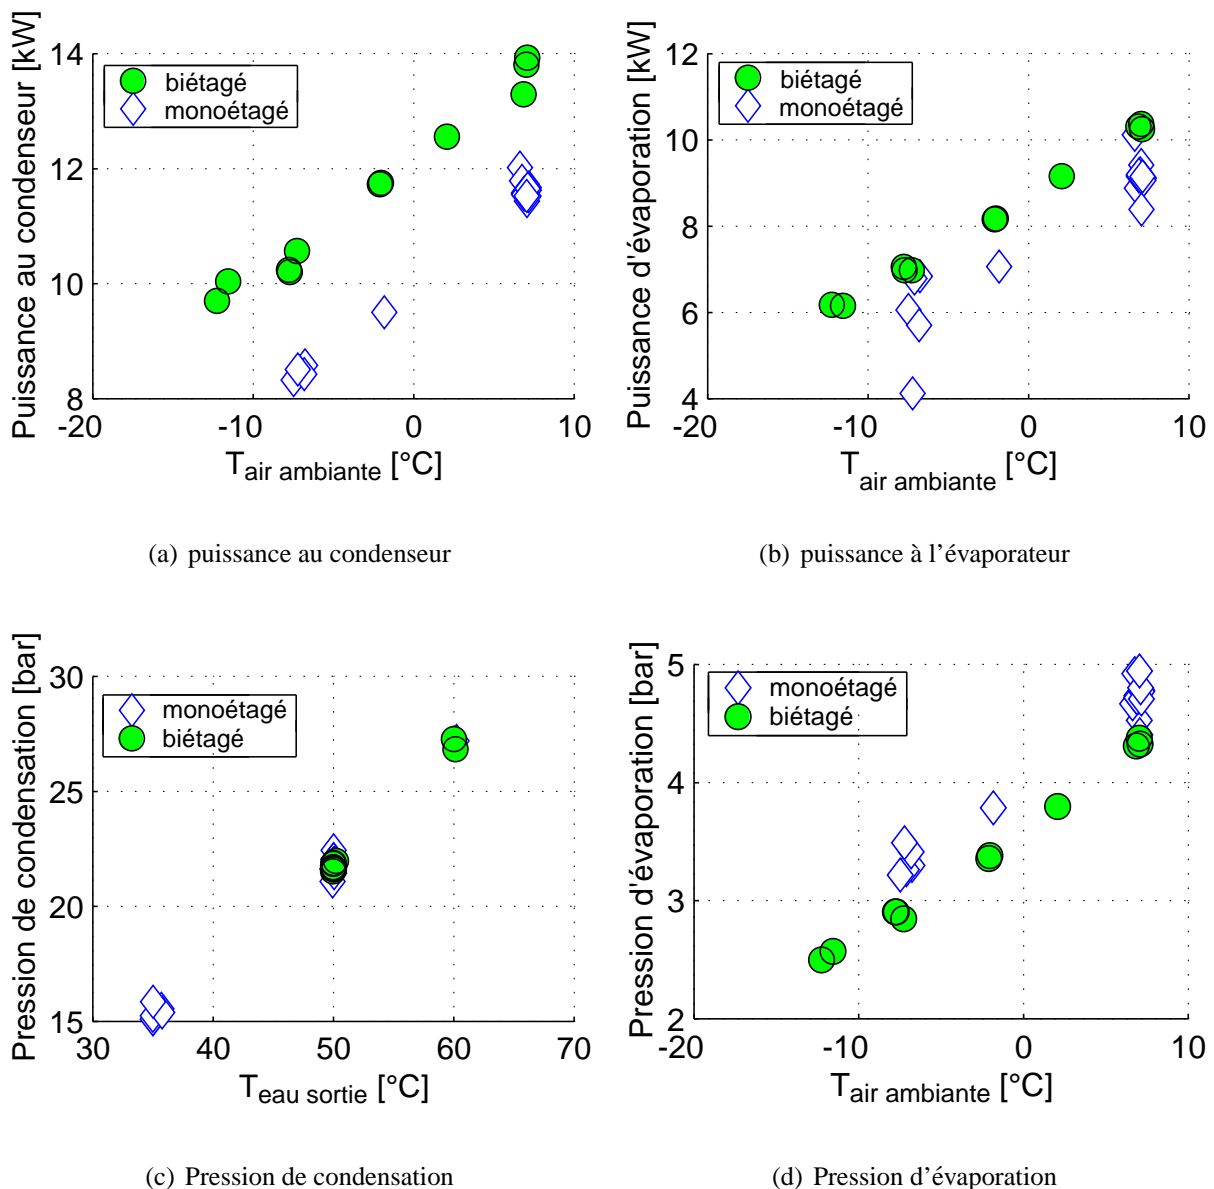 Puissance au condenseur [kW]
14
12
10
8
biétagé
monoétagé
-20
-10
0
10
T air ambiante [°C]
(a) puissance au condenseur
Puissance d'évaporation [kW]
12
10
8
6
4
biétagé
monoétagé
-20
-10
0
10
T air ambiante [°C]
(b) puissance à l’évaporateur
Pression de condensation [bar]
30
25
20
15
monoétagé
biétagé
30
40
50
60
70
T eau sortie [°C]
(c) Pression de condensation
Pression d'évaporation [bar]
5
4
3
2
monoétagé
biétagé
-20
-10
0
10
T air ambiante [°C]
(d) Pression d’évaporation